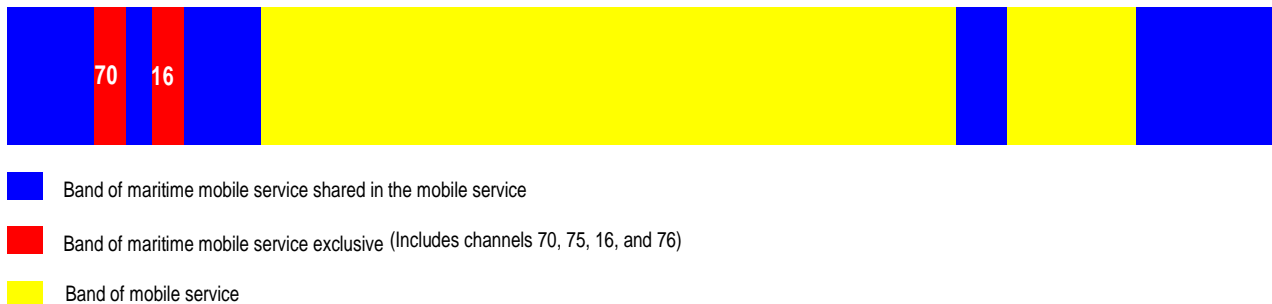 70 16
Band of maritime mobile service shared in the mobile service
Band of maritime mobile service exclusive (Includes channels 70, 75, 16, and 76)
Band of mobile service